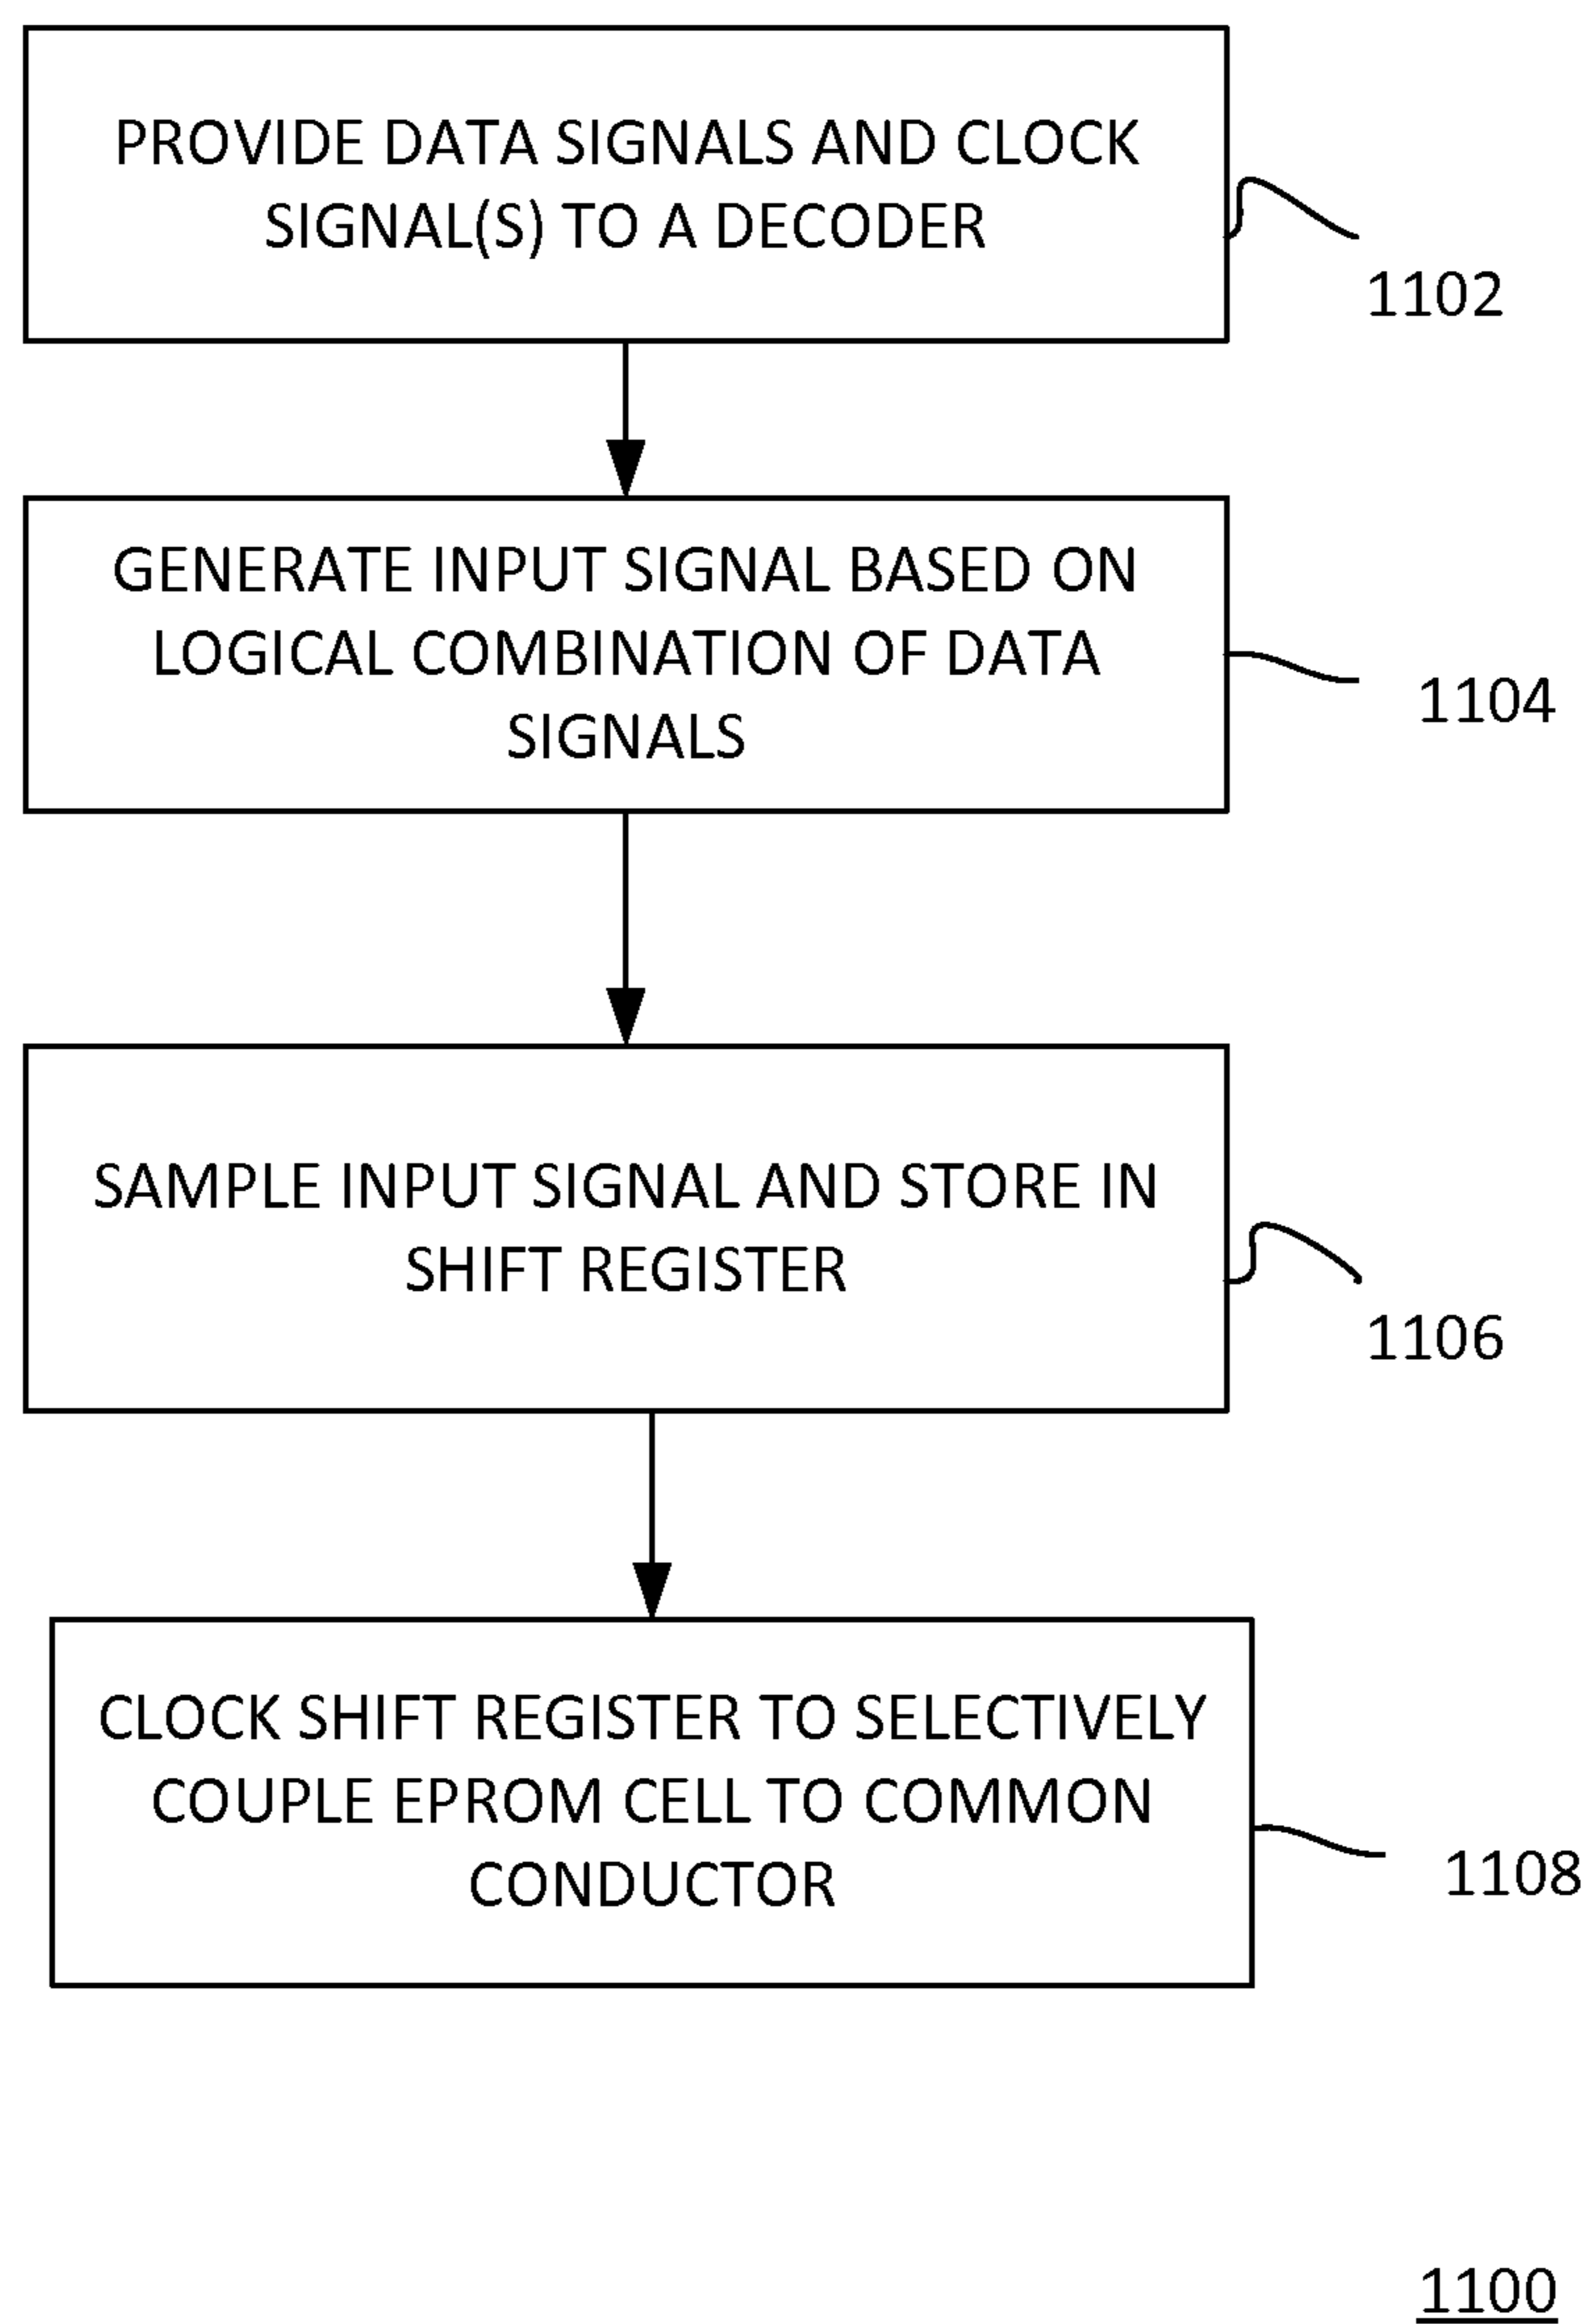 PROVIDE DATA SIGNALS AND CLOCK
SIGNAL(S) TO A DECODER
1102
GENERATE INPUT SIGNAL BASED ON
LOGICAL COMBINATION OF DATA
SIGNALS
1104
SAMPLE INPUT SIGNAL AND STORE IN
SHIFT REGISTER
1106
CLOCK SHIFT REGISTER TO SELECTIVELY
COUPLE EPROM CELL TO COMMON
CONDUCTOR
1108
1100